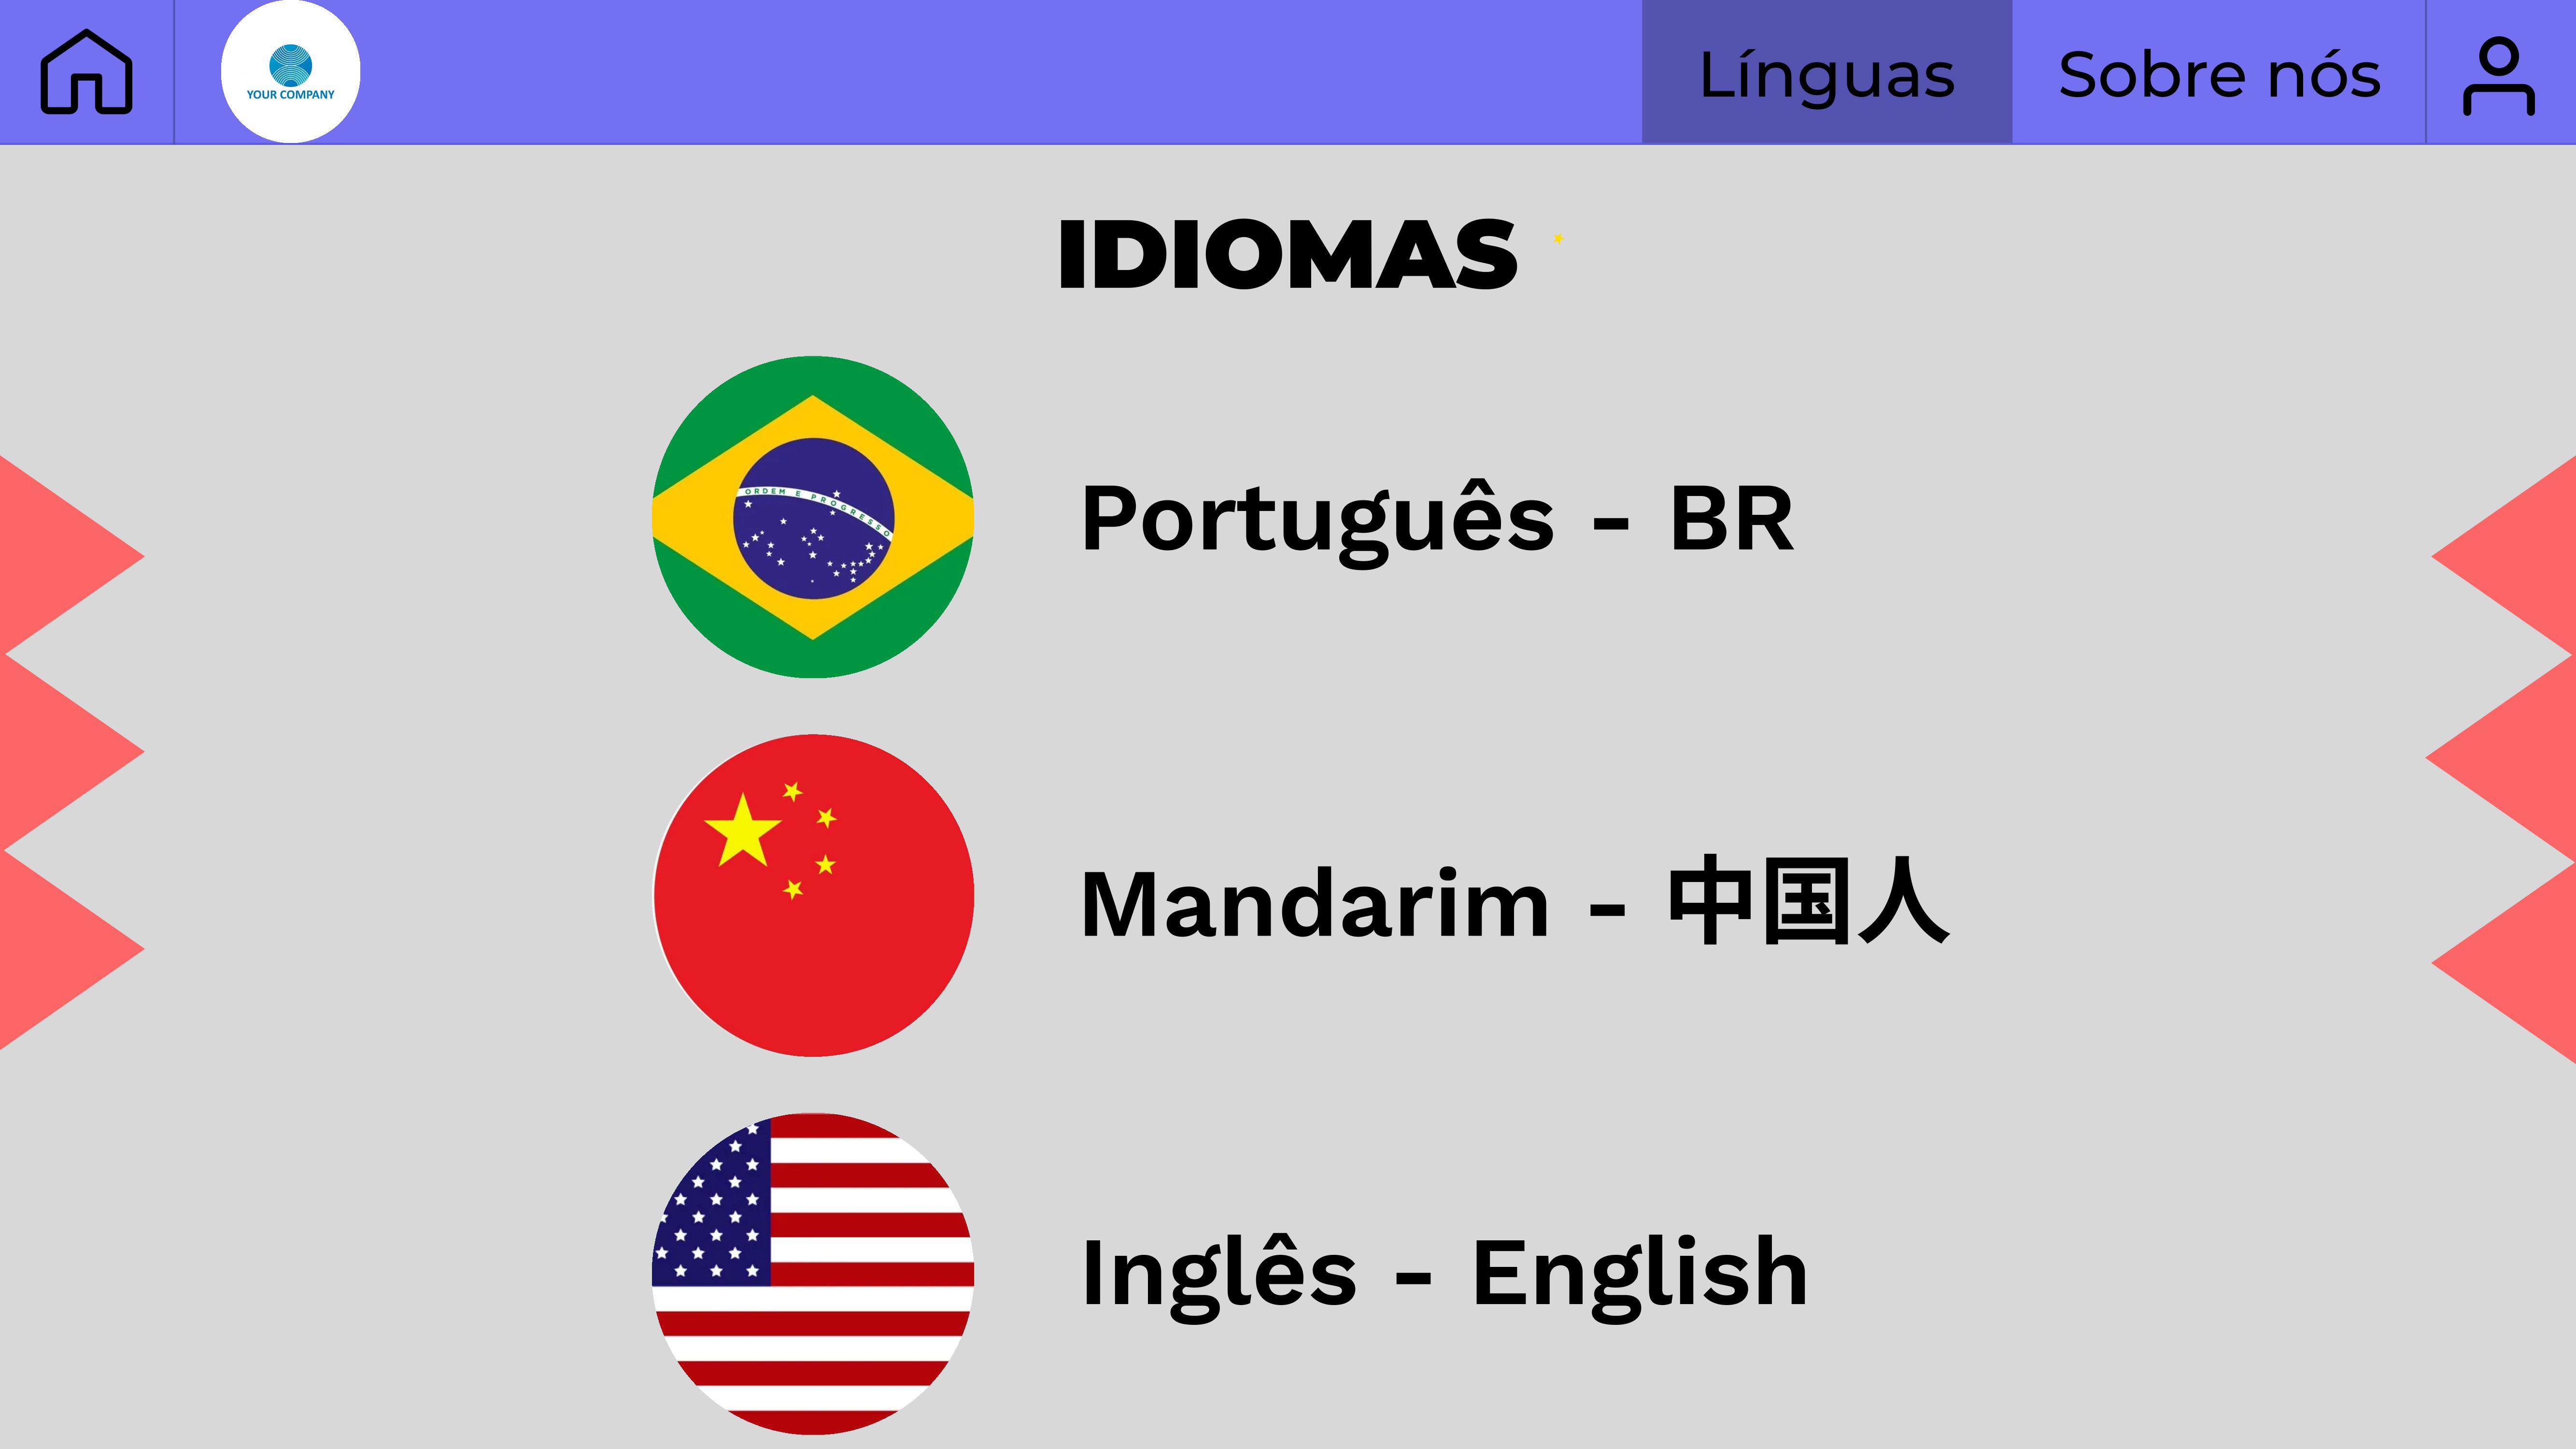 YOUR COMPANY
Línguas
Sobre nós
IDIOMAS
ORDEM E PROGRESSO
Português - BR
Mandarim - 中国人
Inglês - English